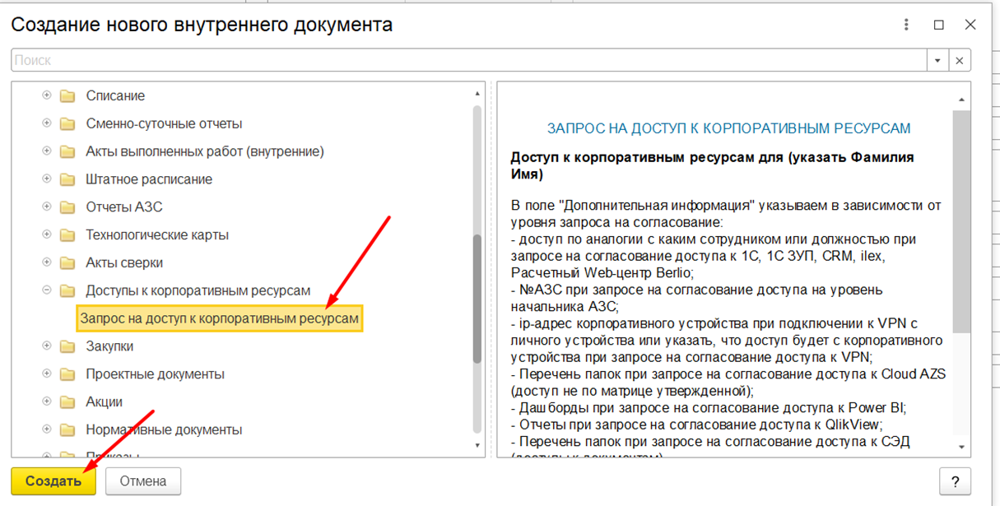 Создание нового внутреннего документа
Поиск
Списание
Сменно-суточные отчеты
Акты выполненных работ (внутренние)
Штатное расписание
Отчеты АЗС
Технологические карты
Акты сверки
Доступы к корпоративным ресурсам
Запрос на доступ к корпоративным ресурсам
Закупки
Проектные документы
Акции
Нормативные документы
Приказы
ЗАПРОС НА ДОСТУП К КОРПОРАТИВНЫМ РЕСУРСАМ
Доступ к корпоративным ресурсам для (указать Фамилия
Имя)
В поле "Дополнительная информация" указываем в зависимости от
уровня запроса на согласование:
- доступ по аналогии с каким сотрудником или должностью при
запросе на согласование доступа к 1С, 1С ЗУП, CRM, ilex,
Расчетный Web-центр Berlio;
- №АЗС при запросе на согласование доступа на уровень
начальника АЗС;
- ip-адрес корпоративного устройства при подключении к VPN с
личного устройства или указать, что доступ будет с корпоративного
устройства при запросе на согласование доступа к VPN;
- Перечень папок при запросе на согласование доступа к Cloud AZS
(доступ не по матрице утвержденной);
- Дашборды при запросе на согласование доступа к Power BI;
- Отчеты при запросе на согласование доступа к QlikView;
- Перечень папок при запросе на согласование доступа к СЭД
(доступы к документам)
Создать
Отмена
?